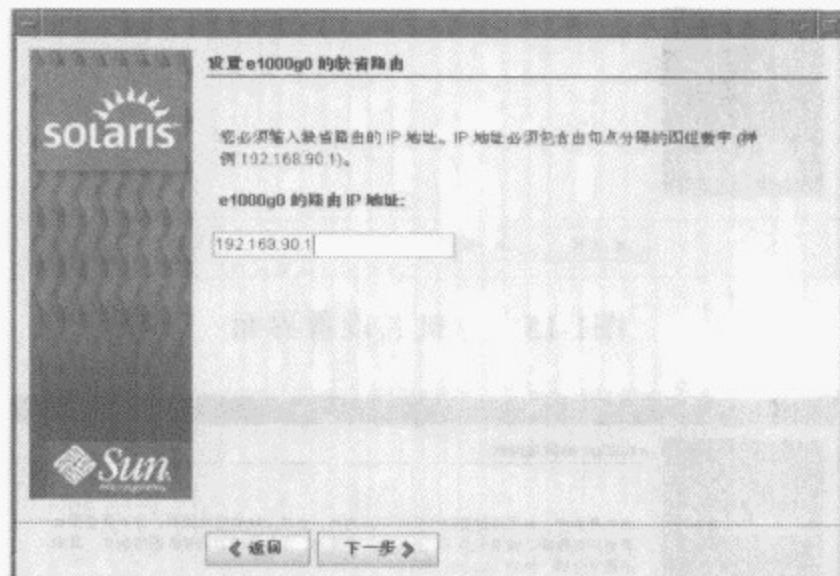 设置 e1000g0 的缺省路由
solaris
您必须输入缺省路由的 IP 地址。IP 地址必须包含由句点分隔的四组数字 (样
例 192.168.90.1)。
e1000g0 的路由 IP 地址:
192.168.90.1
Sun
microsystems
返回
下一步